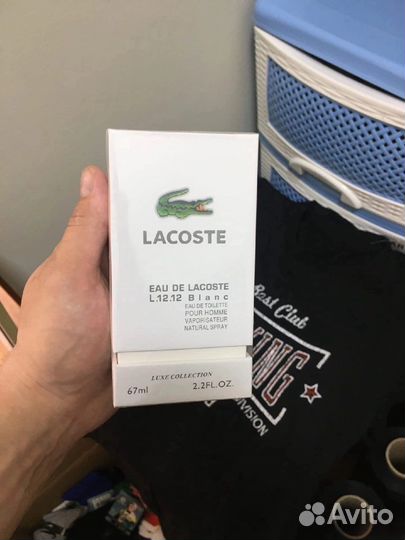 LACOSTE
EAU DE LACOSTE
L.12.12 Blanc
EAU DE TOILETTE
POUR HOMME
VAPORISATEUR
NATURAL SPRAY
LUXE COLLECTION
67ml 2.2FL.OZ.
Best Club
KING
DIVISION
Avito